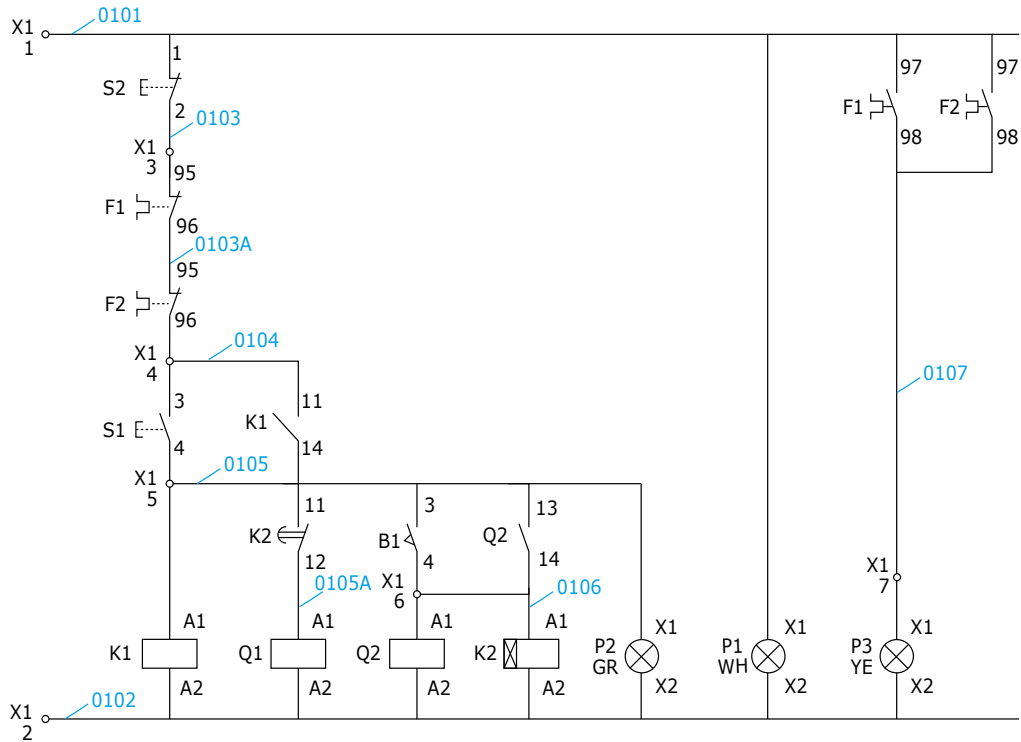 0101
X1
1
1
97
97
S2
F1
F2
2
0103
98
98
X1
3
95
F1
96
0103A
95
F2
96
X1
4
0104
0107
3
11
S1
K1
4
14
X1
5
0105
11
3
13
K2
B1
Q2
12
4
14
0105A
X1
6
0106
X1
7
A1
A1
A1
X1
X1
X1
K1
Q1
Q2
K2
P2
GR
P1
WH
P3
YE
A1
A2
A2
A2
A2
X2
X2
X2
0102
X1
2